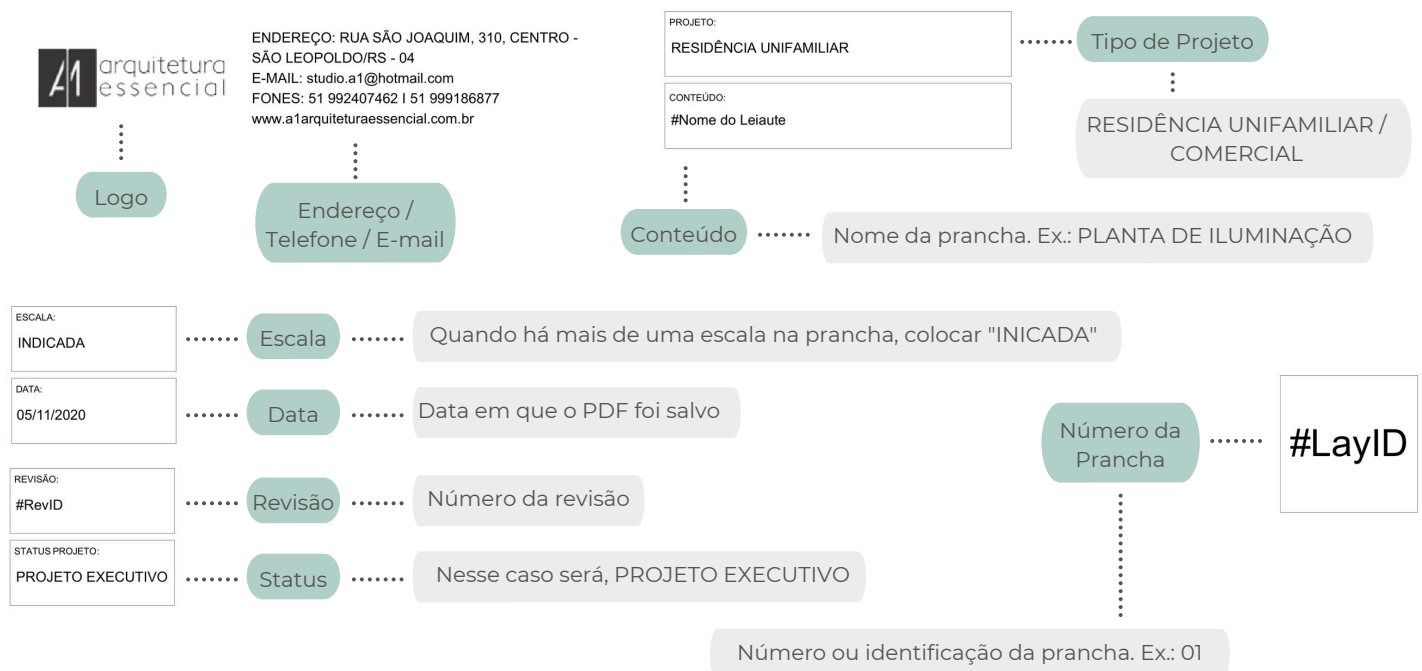 A1 arquitetura
essencial
ENDEREÇO: RUA SÃO JOAQUIM, 310, CENTRO -
SÃO LEOPOLDO/RS - 04
E-MAIL: studio.a1@hotmail.com
FONES: 51 992407462 I 51 999186877
www.a1arquiteturaessencial.com.br
PROJETO:
RESIDÊNCIA UNIFAMILIAR
CONTEÚDO:
#Nome do Leiaute
Tipo de Projeto
RESIDÊNCIA UNIFAMILIAR /
COMERCIAL
Logo
Endereço /
Telefone / E-mail
Conteúdo
Nome da prancha. Ex.: PLANTA DE ILUMINAÇÃO
ESCALA:
INDICADA
Escala
Quando há mais de uma escala na prancha, colocar "INICADA"
DATA:
05/11/2020
Data
Data em que o PDF foi salvo
Número da
Prancha
#LayID
REVISÃO:
#RevID
Revisão
Número da revisão
STATUS PROJETO:
PROJETO EXECUTIVO
Status
Nesse caso será, PROJETO EXECUTIVO
Número ou identificação da prancha. Ex.: 01